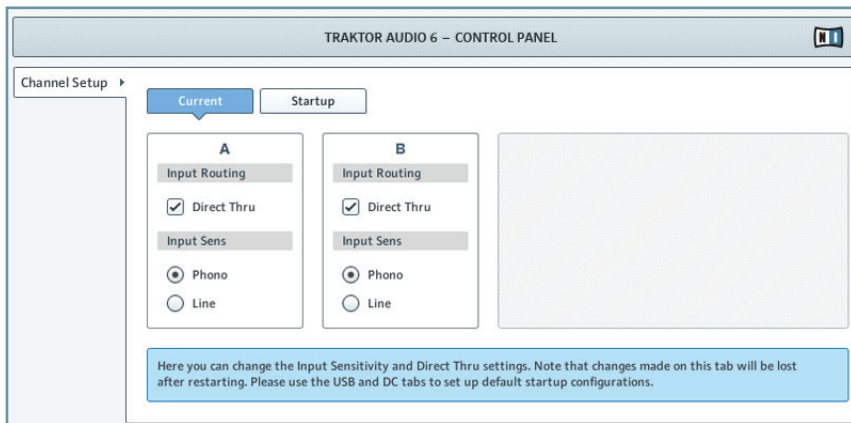 TRAKTOR AUDIO 6 – CONTROL PANEL
NI
Channel Setup
Current
Startup
A
Input Routing
Direct Thru
Input Sens
Phono
Line
B
Input Routing
Direct Thru
Input Sens
Phono
Line
Here you can change the Input Sensitivity and Direct Thru settings. Note that changes made on this tab will be lost
after restarting. Please use the USB and DC tabs to set up default startup configurations.